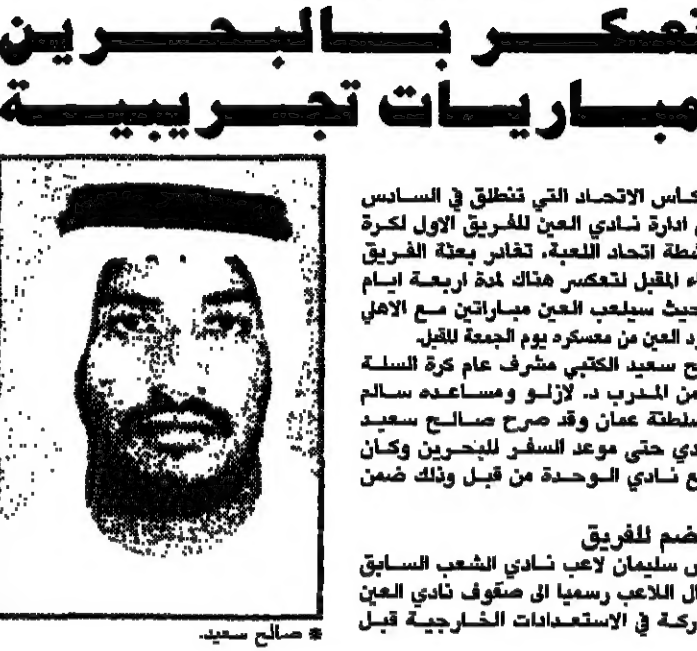 تعسكر بالبحرين
مباريات تجريبية
كأس الاتحاد التي تنطلق في السادس
ادارة نادي العين للفريق الاول لكرة
شطة اتحاد اللعبة، تغادر بعثة الفريق
المقبل لتعكسر هناك لمدة اربعة ايام
حيث سيلعب العين مباراتين مع الاهلي
العين من معسكره يوم الجمعة المقبل.
سعيد الكتبي مشرف عام كرة السلة
من المدرب د. لازلو ومساعده سالم
سلطنة عمان وقد صرح صالح سعيد
حتى موعد السفر للبحرين وكان
نادي الوحدة من قبل وذلك ضمن
للفريق
سليمان لاعب نادي الشعب السابق
اللاعب رسميا الى صفوف نادي العين
في الاستعدادات الخارجية قبل
* صالح سعيد.